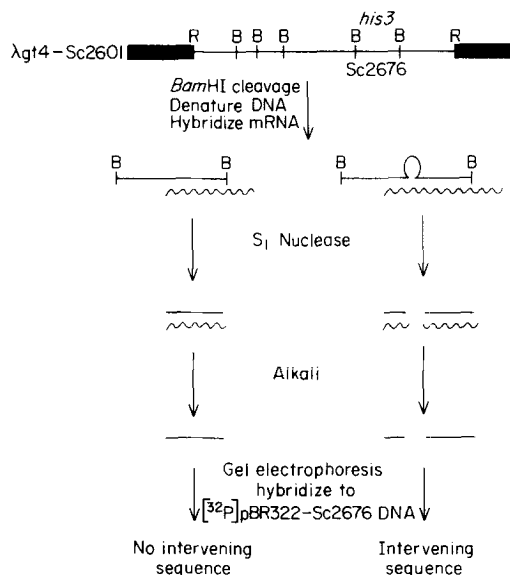 his3
R B B B B B R
λgt4-Sc2601
Sc2676
BamHI cleavage
Denature DNA
Hybridize mRNA
B B B B
S1 Nuclease
Alkali
Gel electrophoresis
hybridize to
[32P]pBR322-Sc2676 DNA
No intervening
sequence
Intervening
sequence